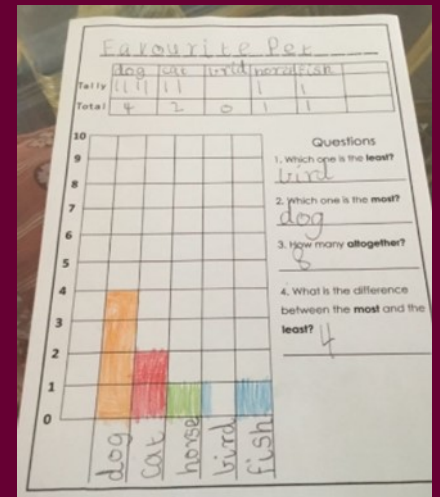 Favourite Pet
dog cat brid horse fish
Tally |||| || | |
Total 4 2 0 1 1
Questions
1. Which one is the least?
bird
2. Which one is the most?
dog
3. How many altogether?
8
4. What is the difference
between the most and the
least? 4
10
9
8
7
6
5
4
3
2
1
0
dog cat horse bird fish